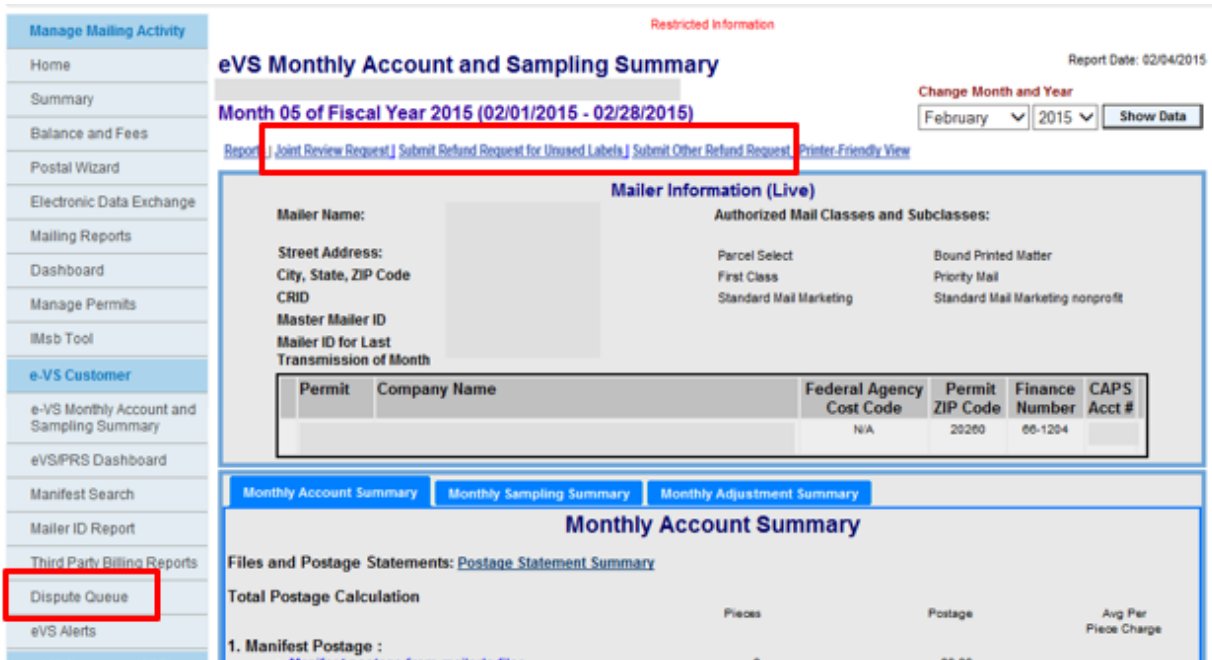 Restricted Information
Manage Mailing Activity
Home
Summary
Balance and Fees
Postal Wizard
Electronic Data Exchange
Mailing Reports
Dashboard
Manage Permits
IMsb Tool
e-VS Customer
e-VS Monthly Account and
Sampling Summary
eVS/PRS Dashboard
Manifest Search
Mailer ID Report
Third Party Billing Reports
Dispute Queue
eVS Alerts
eVS Monthly Account and Sampling Summary
Report Date: 02/04/2015
Change Month and Year
Month 05 of Fiscal Year 2015 (02/01/2015 - 02/28/2015)
February 2015 Show Data
Report | Joint Review Request | Submit Refund Request for Unused Labels | Submit Other Refund Request Printer-Friendly View
Mailer Information (Live)
Mailer Name: Authorized Mail Classes and Subclasses:
Street Address: Parcel Select Bound Printed Matter
City, State, ZIP Code First Class Priority Mail
CRID Standard Mail Marketing Standard Mail Marketing nonprofit
Master Mailer ID
Mailer ID for Last
Transmission of Month
Permit Company Name Federal Agency Permit Finance CAPS
Cost Code ZIP Code Number Acct #
N/A 20260 66-1204
Monthly Account Summary Monthly Sampling Summary Monthly Adjustment Summary
Monthly Account Summary
Files and Postage Statements: Postage Statement Summary
Total Postage Calculation
Pieces Postage Avg Per
Piece Charge
1. Manifest Postage :